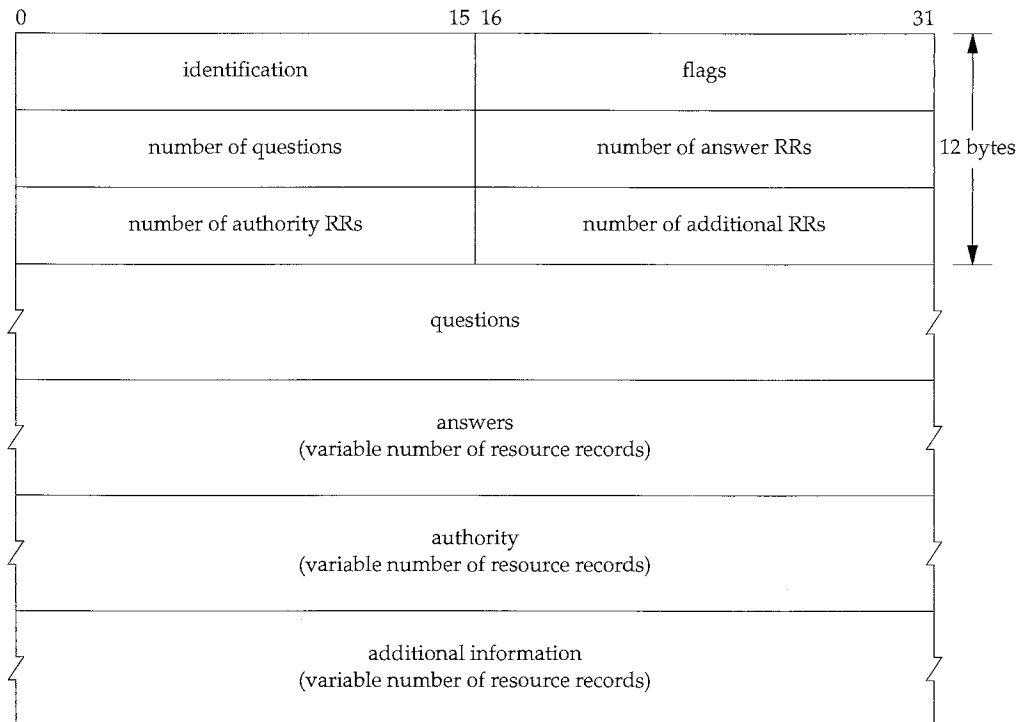 0 15 16 31
identification flags
number of questions number of answer RRs 12 bytes
number of authority RRs number of additional RRs
questions
answers
(variable number of resource records)
authority
(variable number of resource records)
additional information
(variable number of resource records)